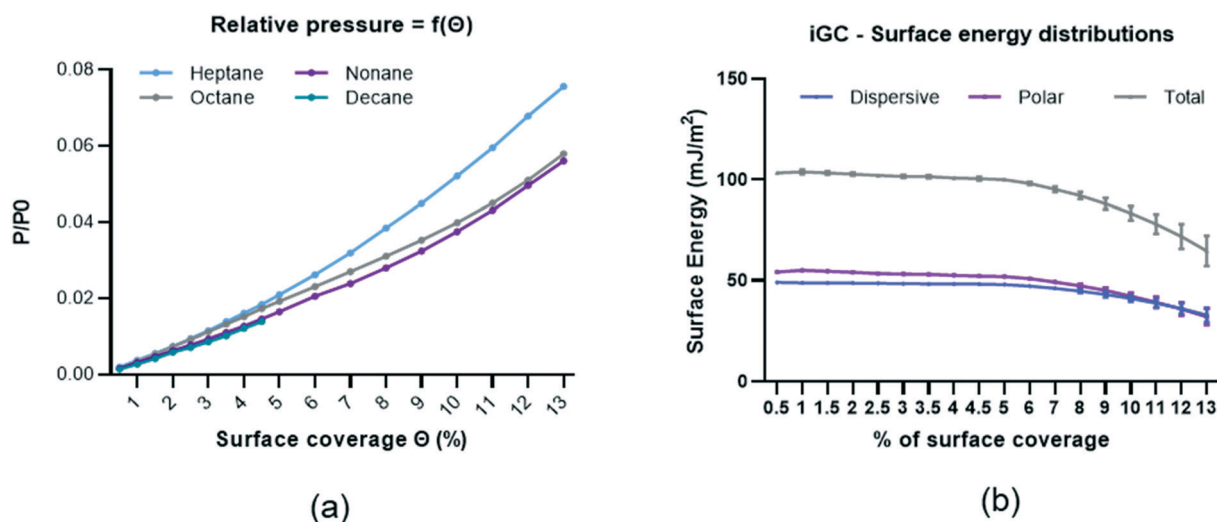 Relative pressure = f(Θ)
Heptane
Nonane
Octane
Decane
0.08
0.06
0.04
0.02
0.00
P/P0
1 2 3 4 5 6 7 8 9 10 11 12 13
Surface coverage Θ (%)
(a)
iGC - Surface energy distributions
Dispersive Polar Total
150
100
50
0
Surface Energy (mJ/m²)
0.5 1 1.5 2 2.5 3 3.5 4 4.5 5 6 7 8 9 10 11 12 13
% of surface coverage
(b)